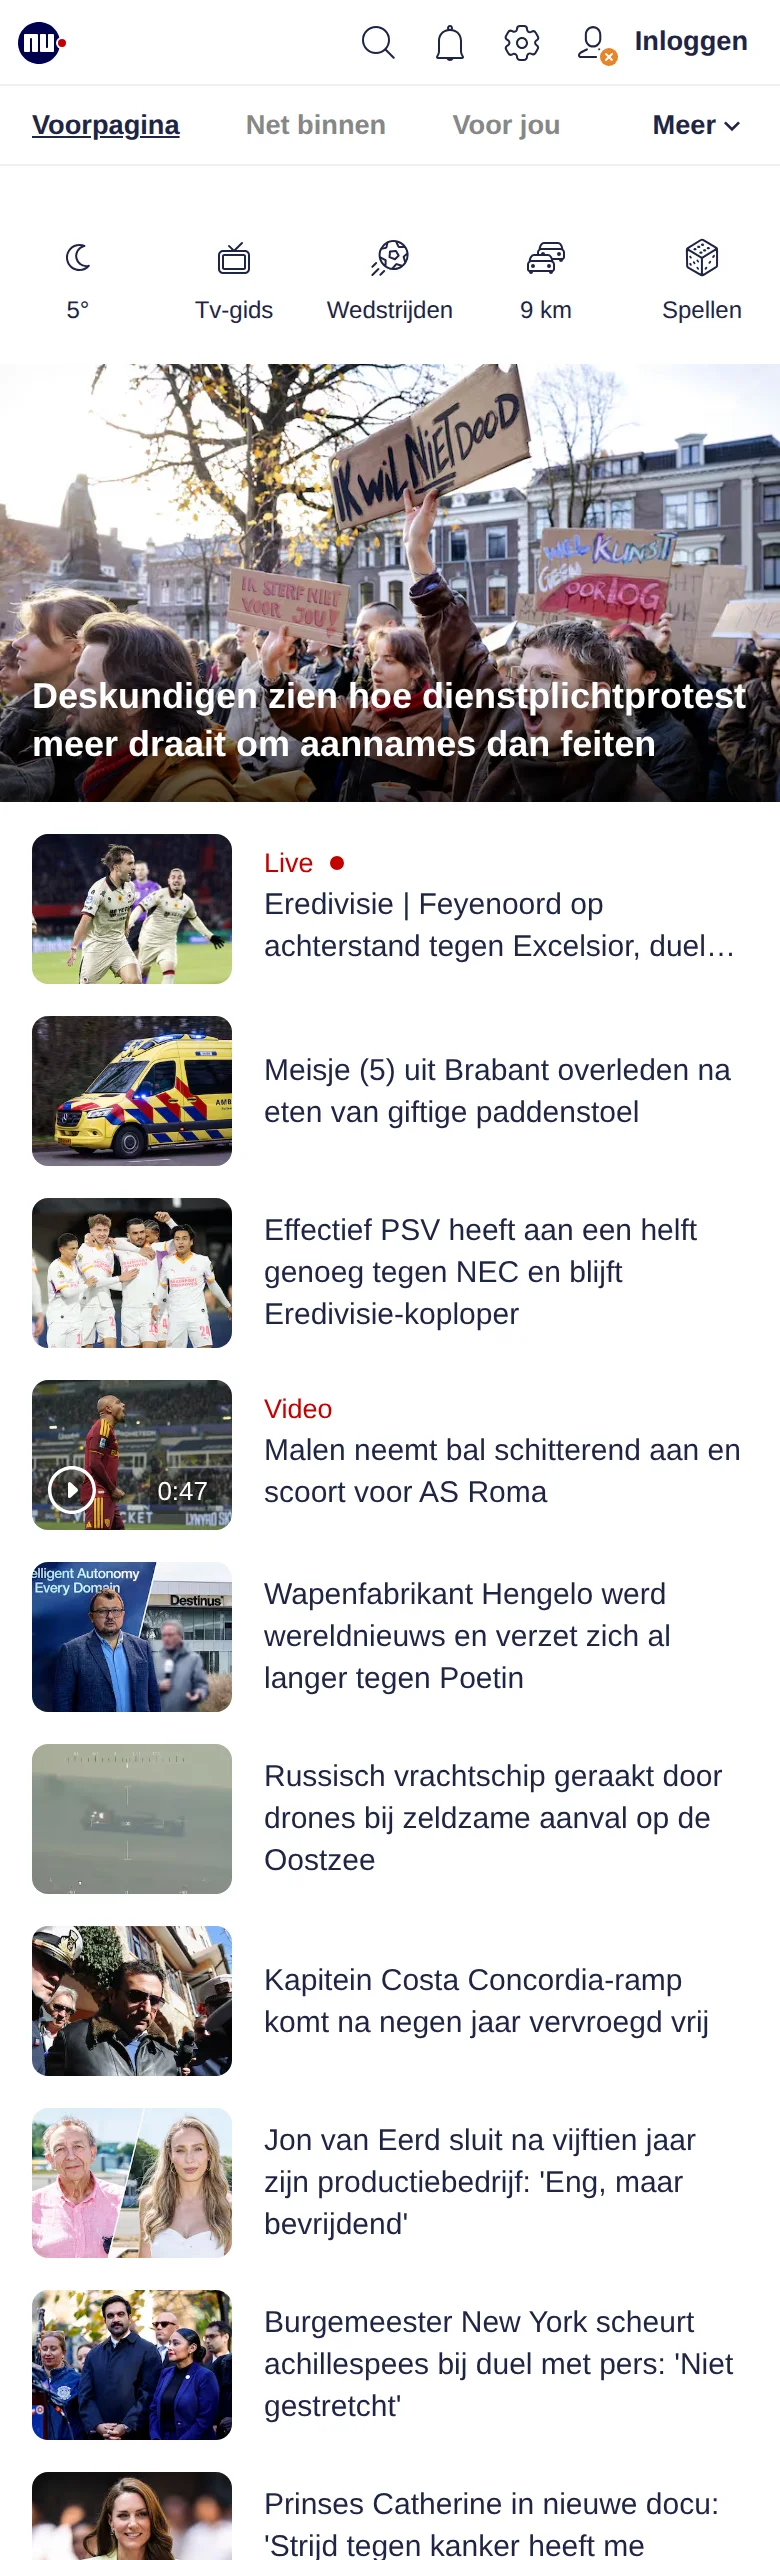 nu
Inloggen
Voorpagina
Net binnen
Voor jou
Meer
5°
Tv-gids
Wedstrijden
9 km
Spellen
IK WIL NIET DOOD
IK STERF NIET
VOOR JOU!
WEL KUNST
GEEN
OORLOG
Deskundigen zien hoe dienstplichtprotest
meer draait om aannames dan feiten
Live
Eredivisie | Feyenoord op
achterstand tegen Excelsior, duel…
AMB
Meisje (5) uit Brabant overleden na
eten van giftige paddenstoel
Effectief PSV heeft aan een helft
genoeg tegen NEC en blijft
Eredivisie-koploper
Video
Malen neemt bal schitterend aan en
scoort voor AS Roma
0:47
elligent Autonomy
Every Domain
Destinus
Wapenfabrikant Hengelo werd
wereldnieuws en verzet zich al
langer tegen Poetin
Russisch vrachtschip geraakt door
drones bij zeldzame aanval op de
Oostzee
Kapitein Costa Concordia-ramp
komt na negen jaar vervroegd vrij
Jon van Eerd sluit na vijftien jaar
zijn productiebedrijf: 'Eng, maar
bevrijdend'
Burgemeester New York scheurt
achillespees bij duel met pers: 'Niet
gestretcht'
Prinses Catherine in nieuwe docu:
'Strijd tegen kanker heeft me